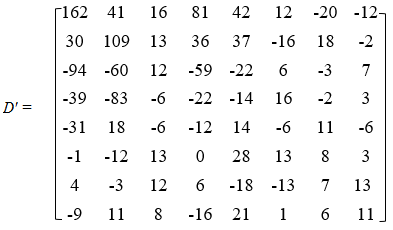 162 41 16 81 42 12 -20 -12
30 109 13 36 37 -16 18 -2
-94 -60 12 -59 -22 6 -3 7
D' = -39 -83 -6 -22 -14 16 -2 3
-31 18 -6 -12 14 -6 11 -6
-1 -12 13 0 28 13 8 3
4 -3 12 6 -18 -13 7 13
-9 11 8 -16 21 1 6 11